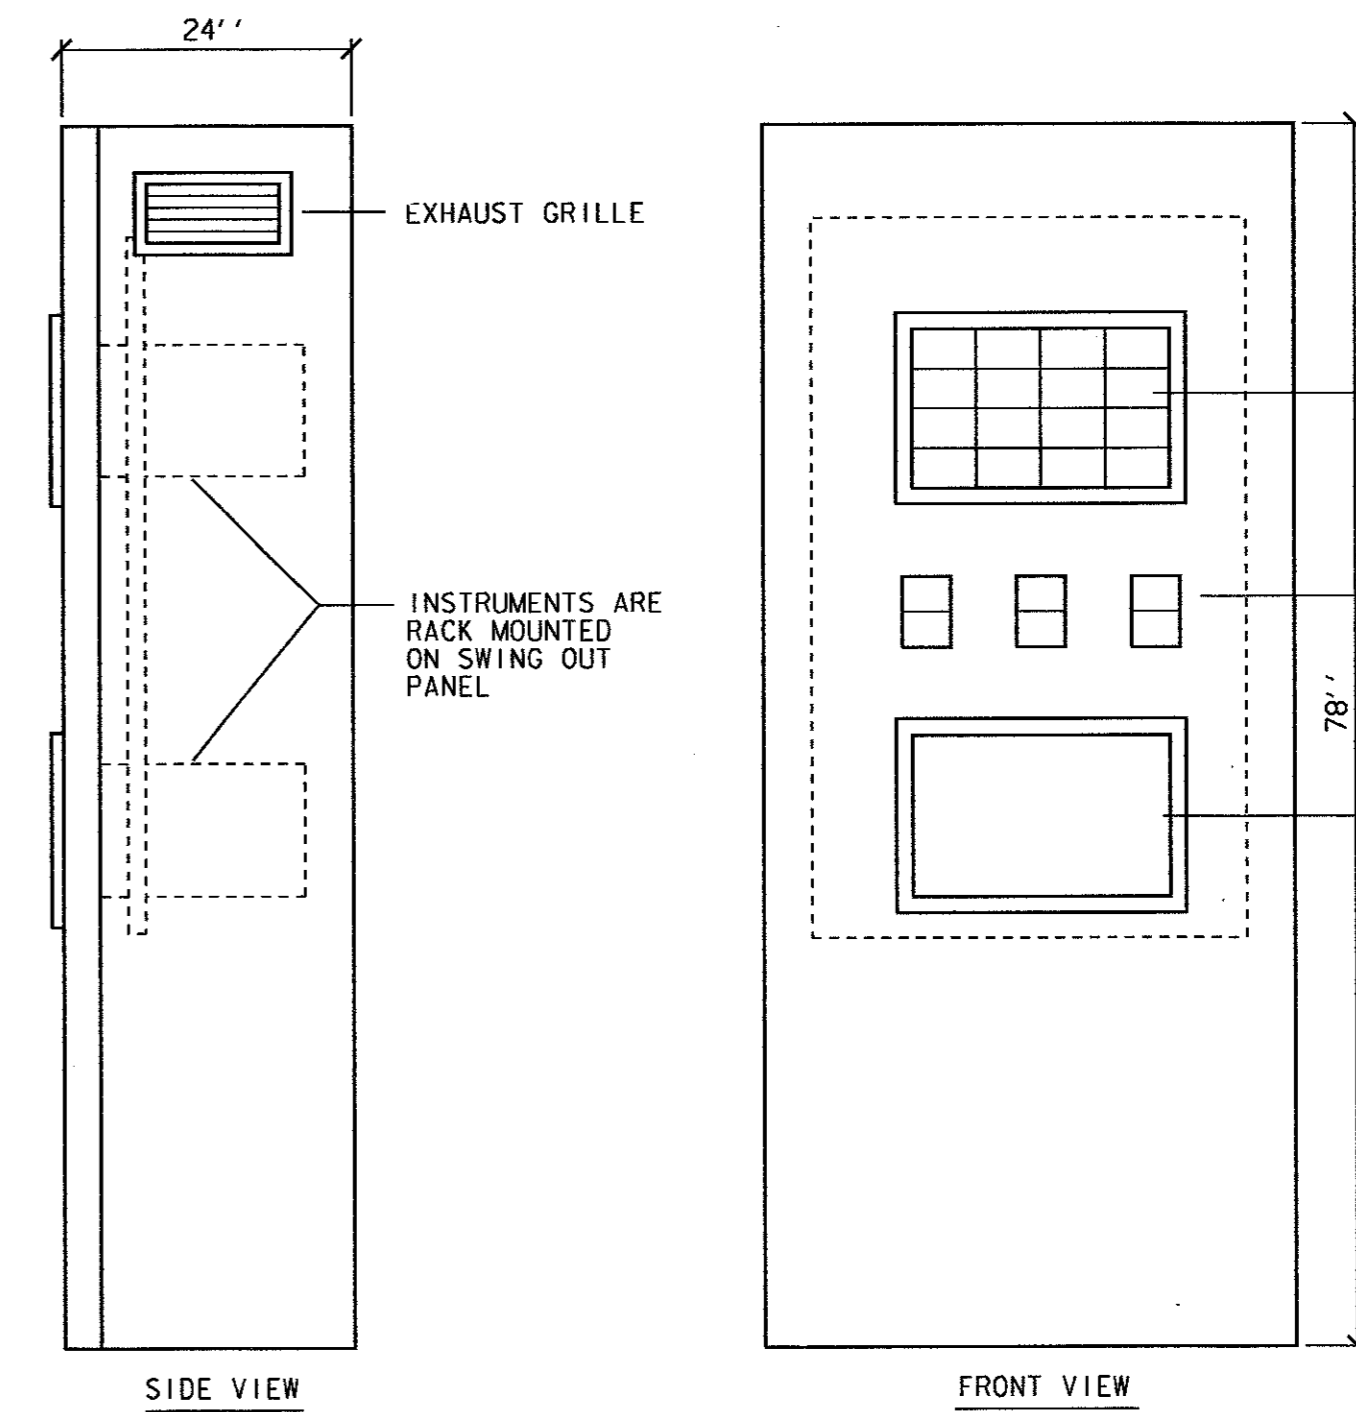 24''
EXHAUST GRILLE
INSTRUMENTS ARE
RACK MOUNTED
ON SWING OUT
PANEL
78''
SIDE VIEW
FRONT VIEW